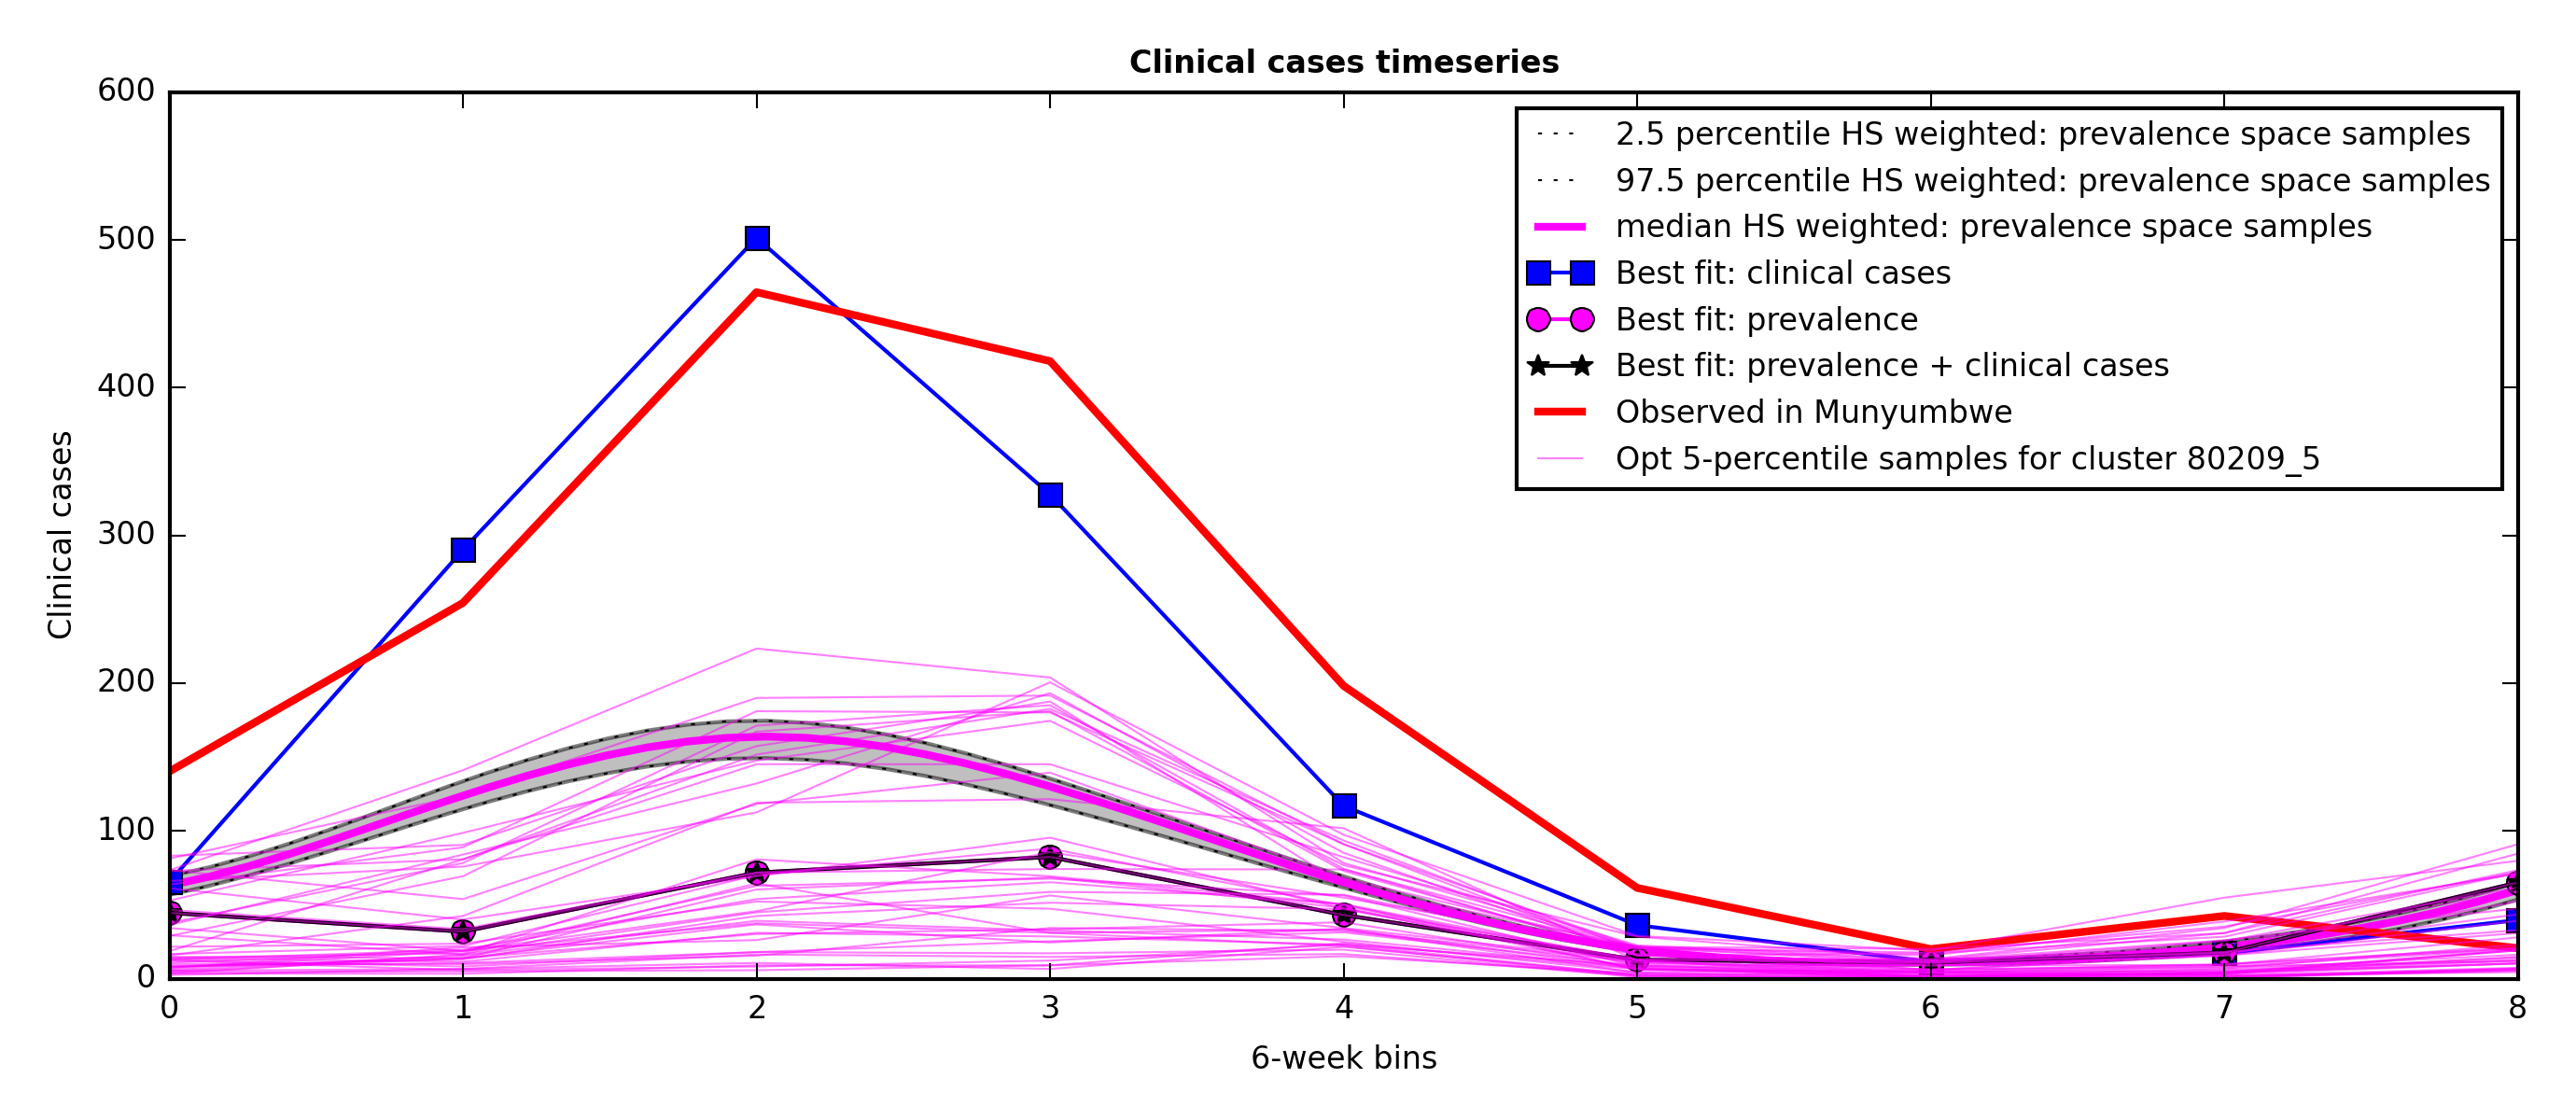 Clinical cases timeseries
600
500
400
300
200
100
0
Clinical cases
2.5 percentile HS weighted: prevalence space samples
97.5 percentile HS weighted: prevalence space samples
median HS weighted: prevalence space samples
Best fit: clinical cases
Best fit: prevalence
Best fit: prevalence + clinical cases
Observed in Munyumbwe
Opt 5-percentile samples for cluster 80209_5
0 1 2 3 4 5 6 7 8
6-week bins